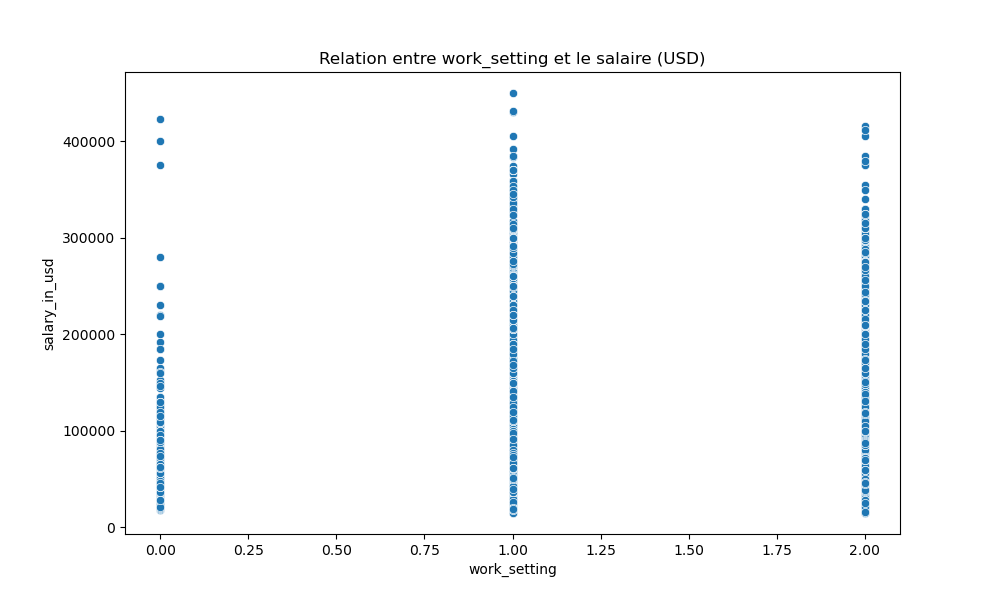 Relation entre work_setting et le salaire (USD)
400000
300000
200000
100000
0
salary_in_usd
0.00 0.25 0.50 0.75 1.00 1.25 1.50 1.75 2.00
work_setting